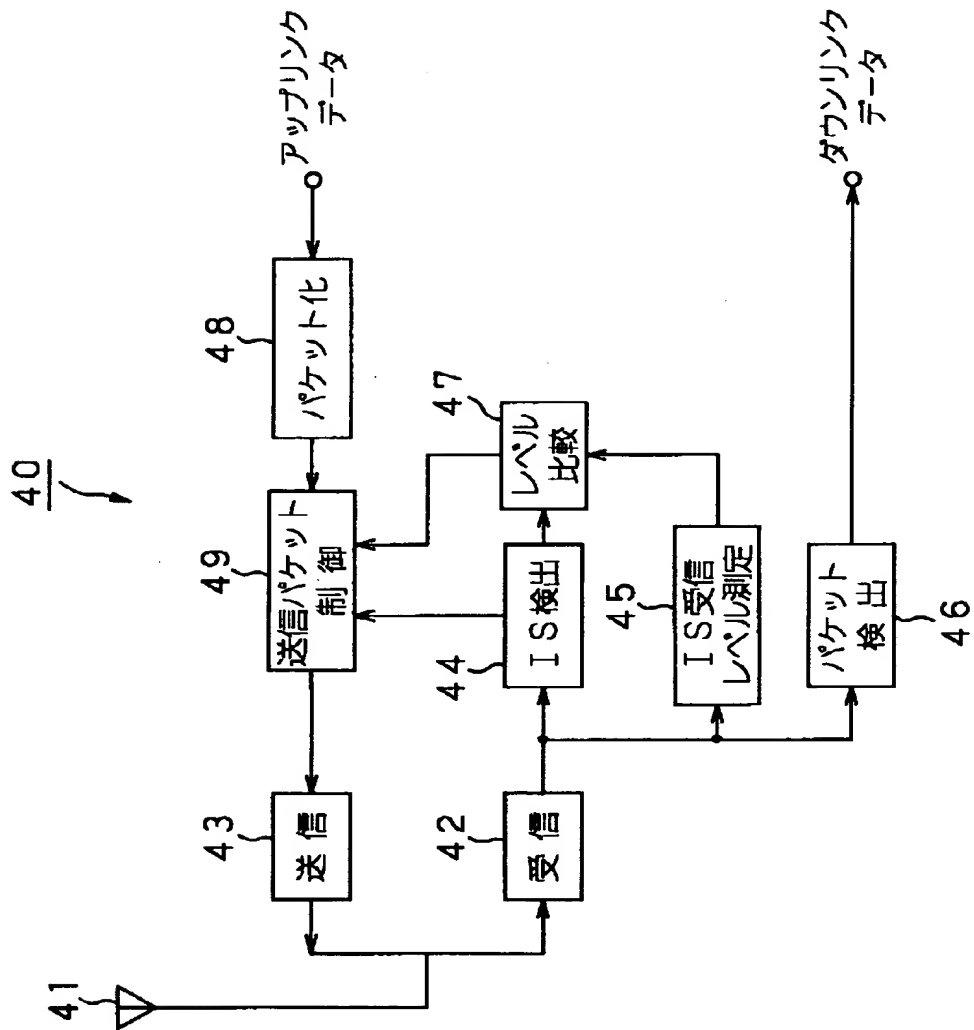 40
41
43
送信
49
送信パケット
制御
48
パケット化
アップリンク
データ
42
受信
44
IS検出
47
レベル
比較
45
IS受信
レベル測定
46
パケット
検出
ダウンリンク
データ